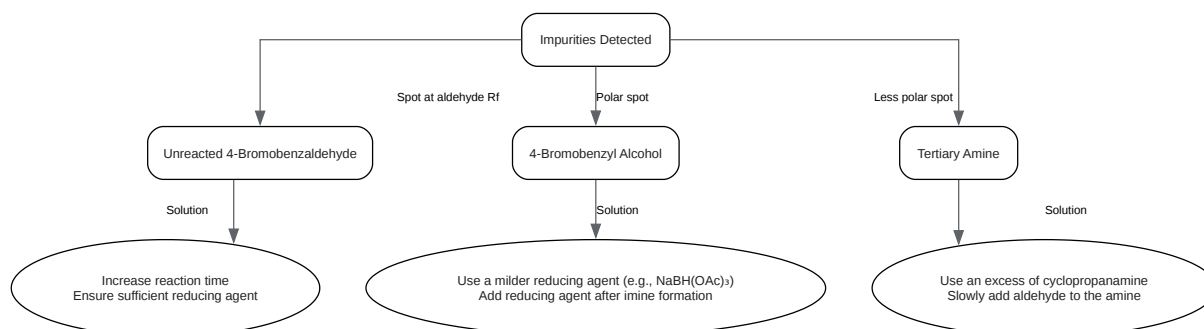 Impurities Detected
Spot at aldehyde Rf
Polar spot
Less polar spot
Unreacted 4-Bromobenzaldehyde
4-Bromobenzyl Alcohol
Tertiary Amine
Solution
Solution
Solution
Increase reaction time
Ensure sufficient reducing agent
Use a milder reducing agent (e.g., NaBH(OAc)₃)
Add reducing agent after imine formation
Use an excess of cyclopropanamine
Slowly add aldehyde to the amine